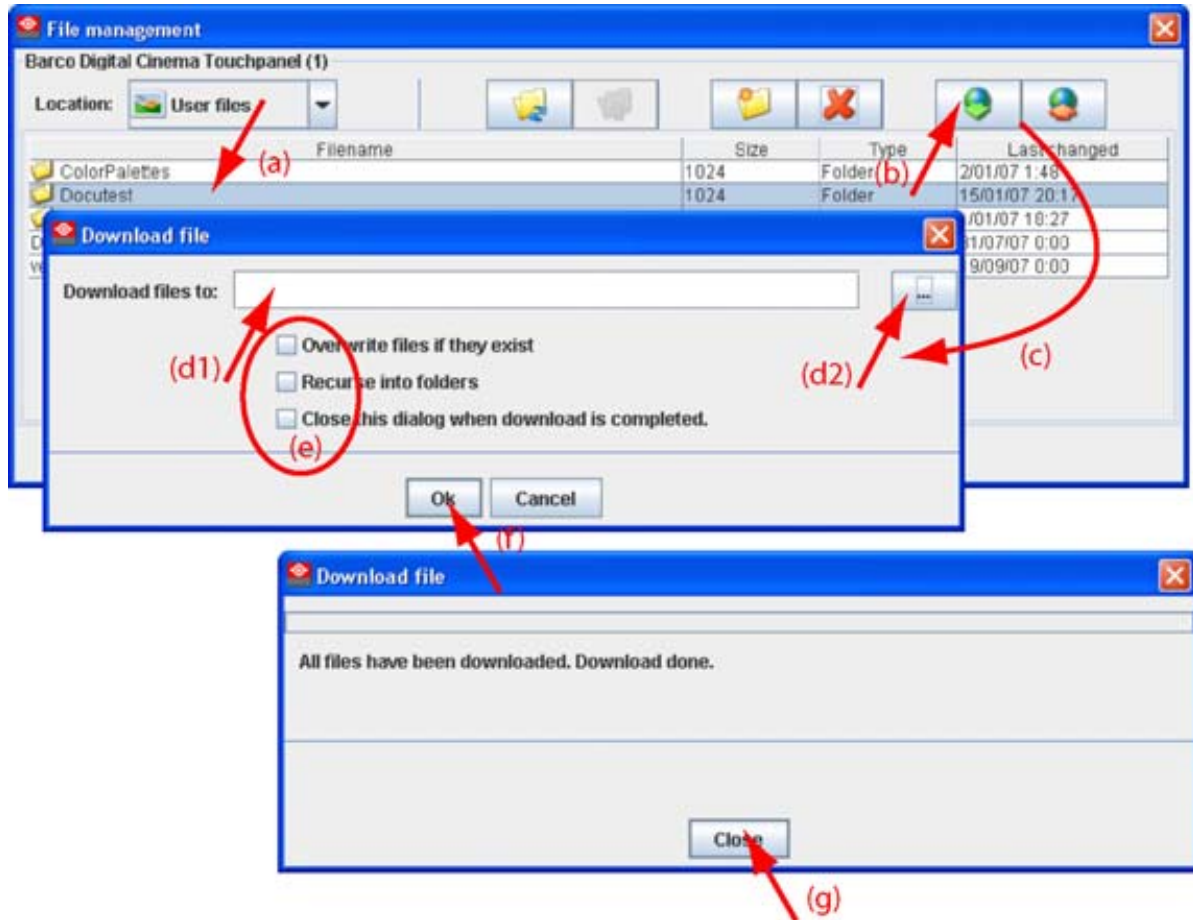 File management
Barco Digital Cinema Touchpanel (1)
Location: User files
Filename Size Type Last changed
(a)
ColorPalettes 1024 Folder 2/01/07 1:48
(b)
Docutest 1024 Folder 15/01/07 20:17
/01/07 18:27
Download file
31/07/07 0:00
9/09/07 0:00
Download files to: ...
Overwrite files if they exist
(d1) (d2) (c)
Recurse into folders
Close this dialog when download is completed.
(e)
Ok Cancel
(f)
Download file
All files have been downloaded. Download done.
Close
(g)